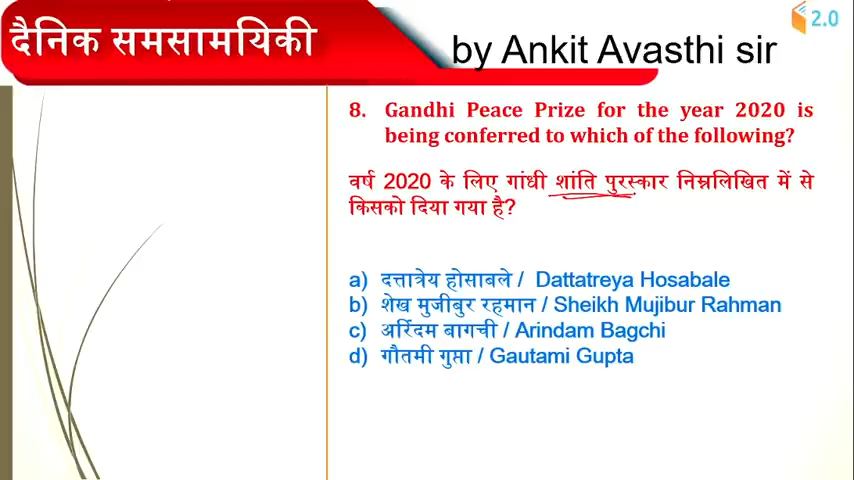 दैनिक समसामयिकी
by Ankit Avasthi sir
2.0
8. Gandhi Peace Prize for the year 2020 is
being conferred to which of the following?
वर्ष 2020 के लिए गांधी शांति पुरस्कार निम्नलिखित में से
किसको दिया गया है?
a) दत्तात्रेय होसाबले / Dattatreya Hosabale
b) शेख मुजीबुर रहमान / Sheikh Mujibur Rahman
c) अरिंदम बागची / Arindam Bagchi
d) गौतमी गुप्ता / Gautami Gupta